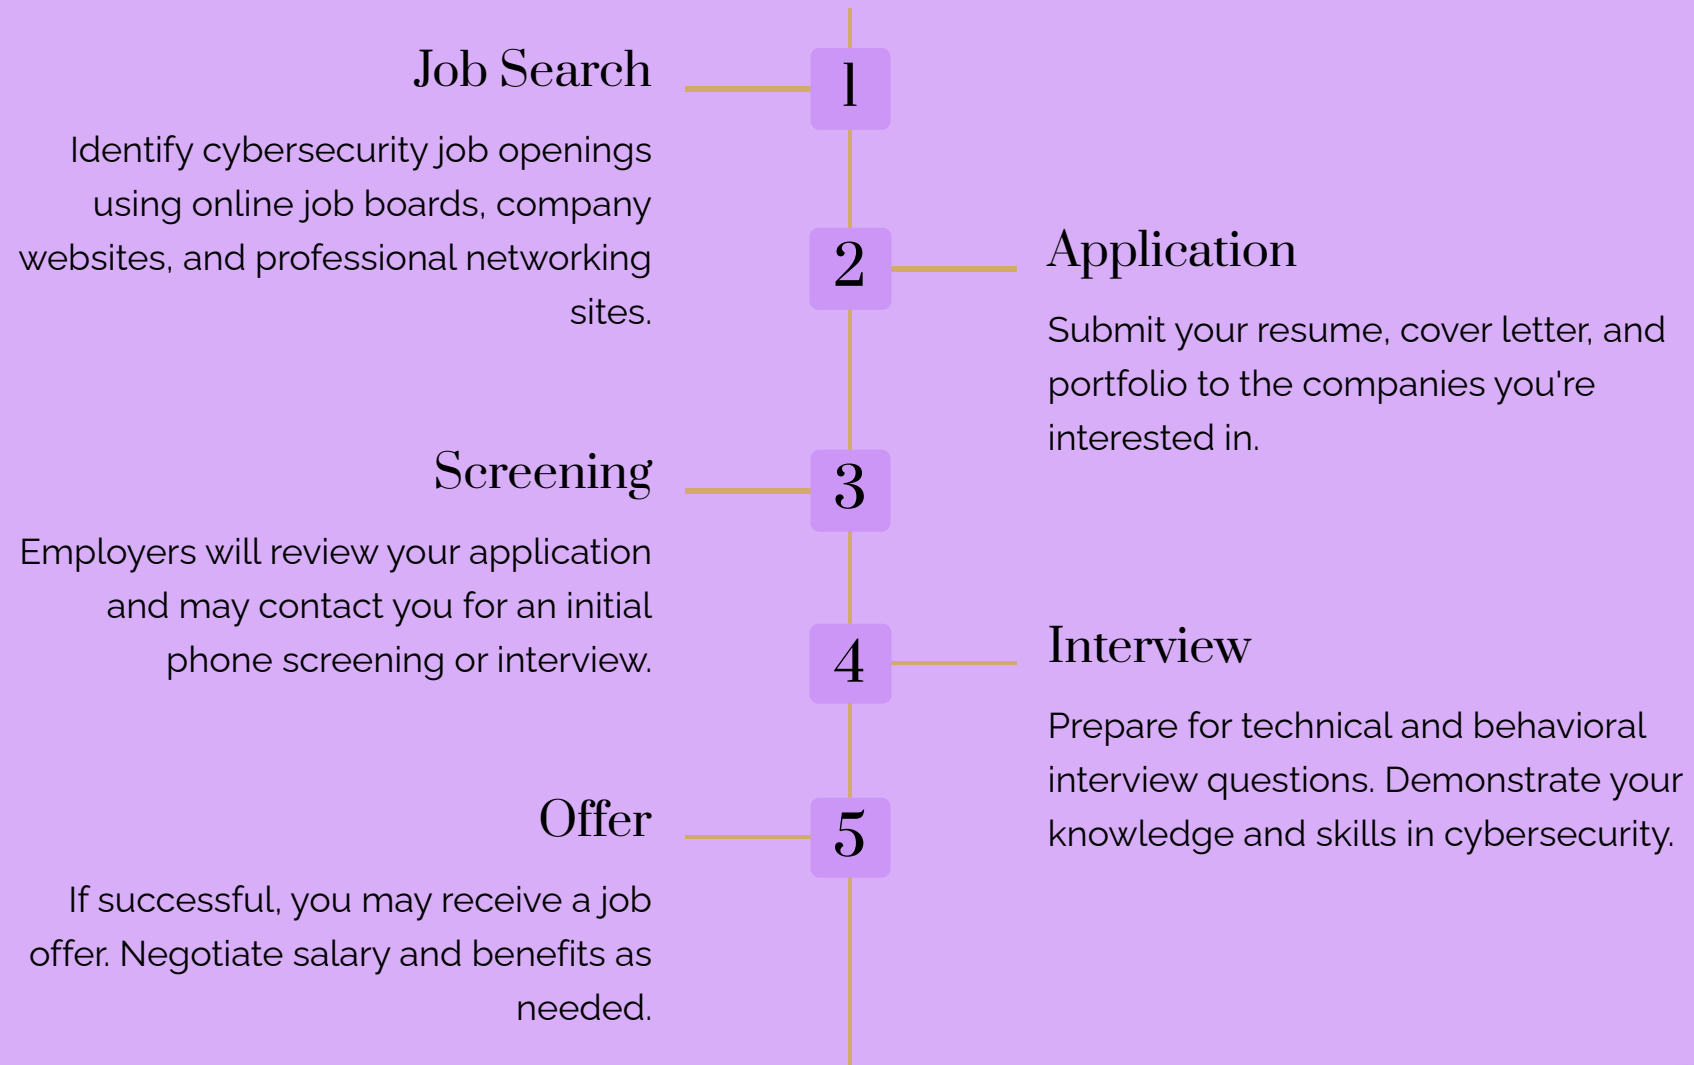 1
Job Search
Identify cybersecurity job openings
using online job boards, company
websites, and professional networking
sites.
2
Application
Submit your resume, cover letter, and
portfolio to the companies you're
interested in.
3
Screening
Employers will review your application
and may contact you for an initial
phone screening or interview.
4
Interview
Prepare for technical and behavioral
interview questions. Demonstrate your
knowledge and skills in cybersecurity.
5
Offer
If successful, you may receive a job
offer. Negotiate salary and benefits as
needed.